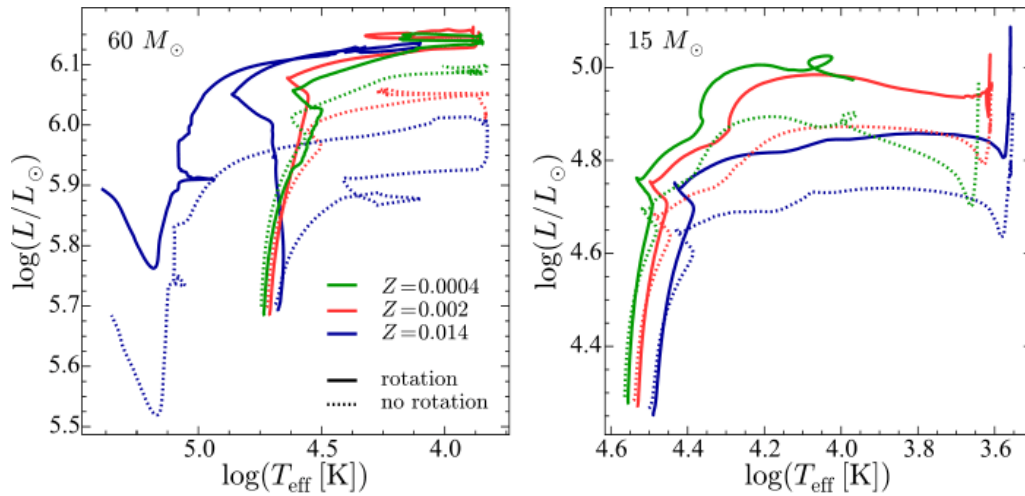 60 M☉
log(L/L☉)
6.1
6.0
5.9
5.8
5.7
5.6
5.5
Z=0.0004
Z=0.002
Z=0.014
rotation
no rotation
5.0
4.5
4.0
log(T_eff [K])
15 M☉
log(L/L☉)
5.0
4.8
4.6
4.4
4.6
4.4
4.2
4.0
3.8
3.6
log(T_eff [K])